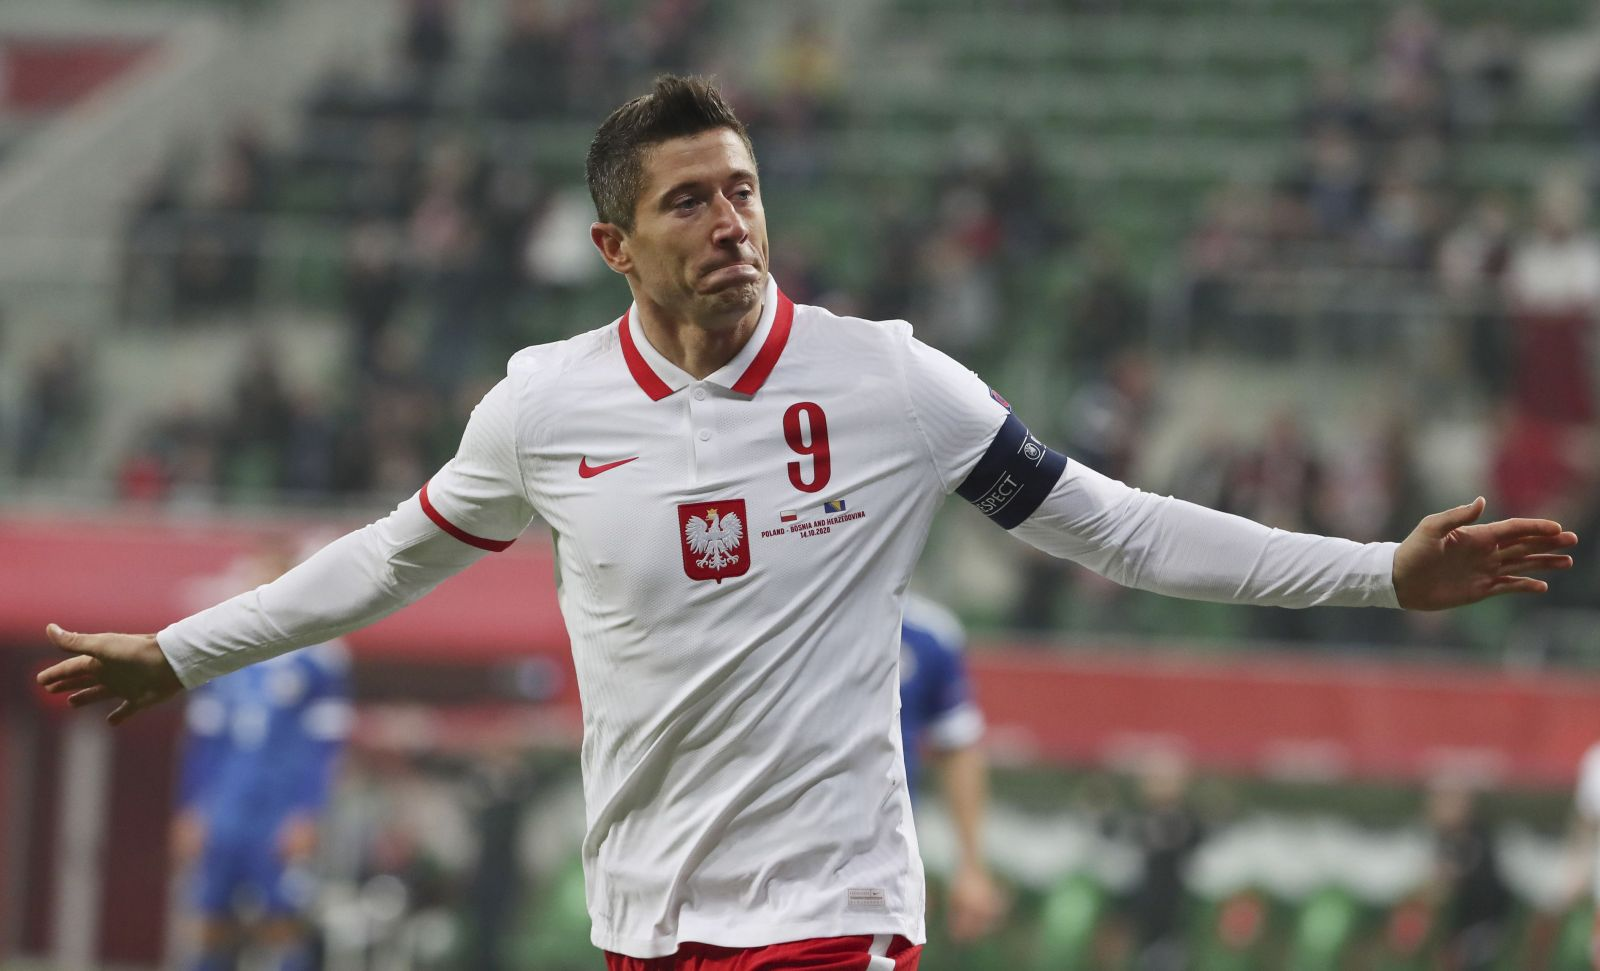 9
POLAND - BOSNIA AND HERZEGOVINA
14.10.2020
RESPECT